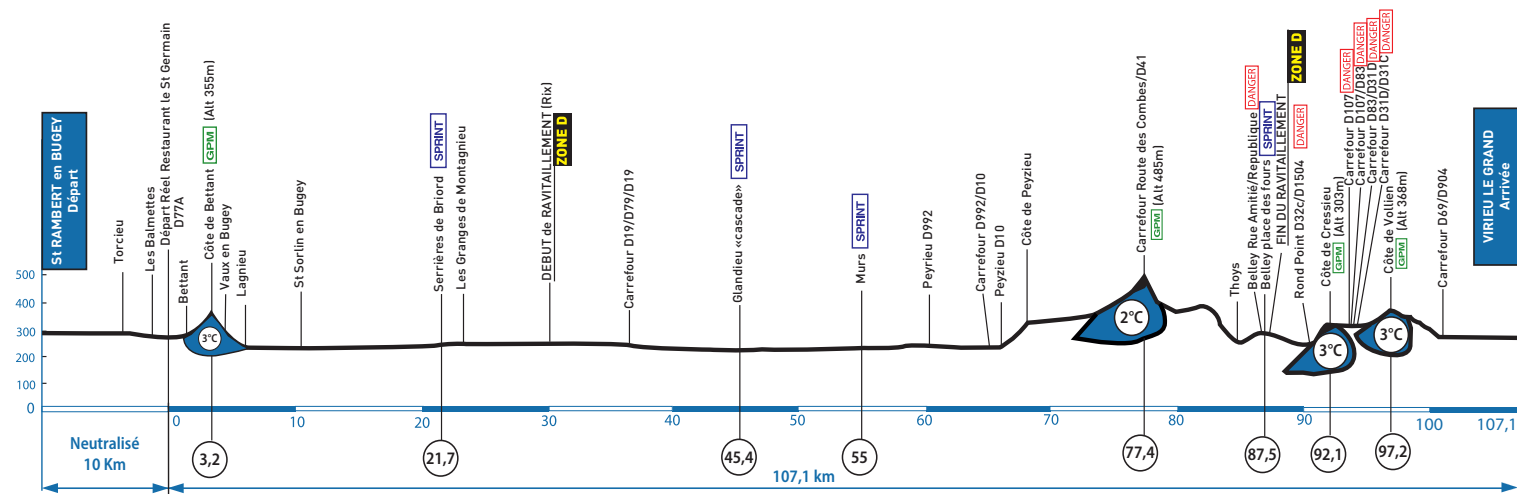 St RAMBERT en BUGEY
Départ
Torcieu
Les Balmettes
Départ Réel Restaurant le St Germain
D77A
Bettant
Côte de Bettant GPM (Alt 355m)
Vaux en Bugey
Lagnieu
St Sorlin en Bugey
Serrières de Briord SPRINT
Les Granges de Montagnieu
DEBUT de RAVITAILLEMENT (Rix)
ZONE D
Carrefour D19/D79/D19
Glandieu «cascade» SPRINT
Murs SPRINT
Peyrieu D992
Carrefour D992/D10
Peyzieu D10
Côte de Peyzieu
Carrefour Route des Combes/D41
GPM (Alt 485m)
Thoys
Belley Rue Amitié/Republique DANGER
Belley place des fours SPRINT
FIN DU RAVITAILLEMENT
ZONE D
Rond Point D32c/D1504 DANGER
Côte de Cressieu
GPM (Alt 303m)
Carrefour D107 DANGER
Carrefour D107/D83 DANGER
Carrefour D83/D31D DANGER
Carrefour D31D/D31C DANGER
Côte de Vollien
GPM (Alt 368m)
Carrefour D69/D904
VIRIEU LE GRAND
Arrivée
500
400
300
200
100
0
3°C
2°C
3°C
3°C
0 10 20 30 40 50 60 70 80 90 100 107,1
Neutralisé
10 Km
3,2 21,7 45,4 55 77,4 87,5 92,1 97,2
107,1 km